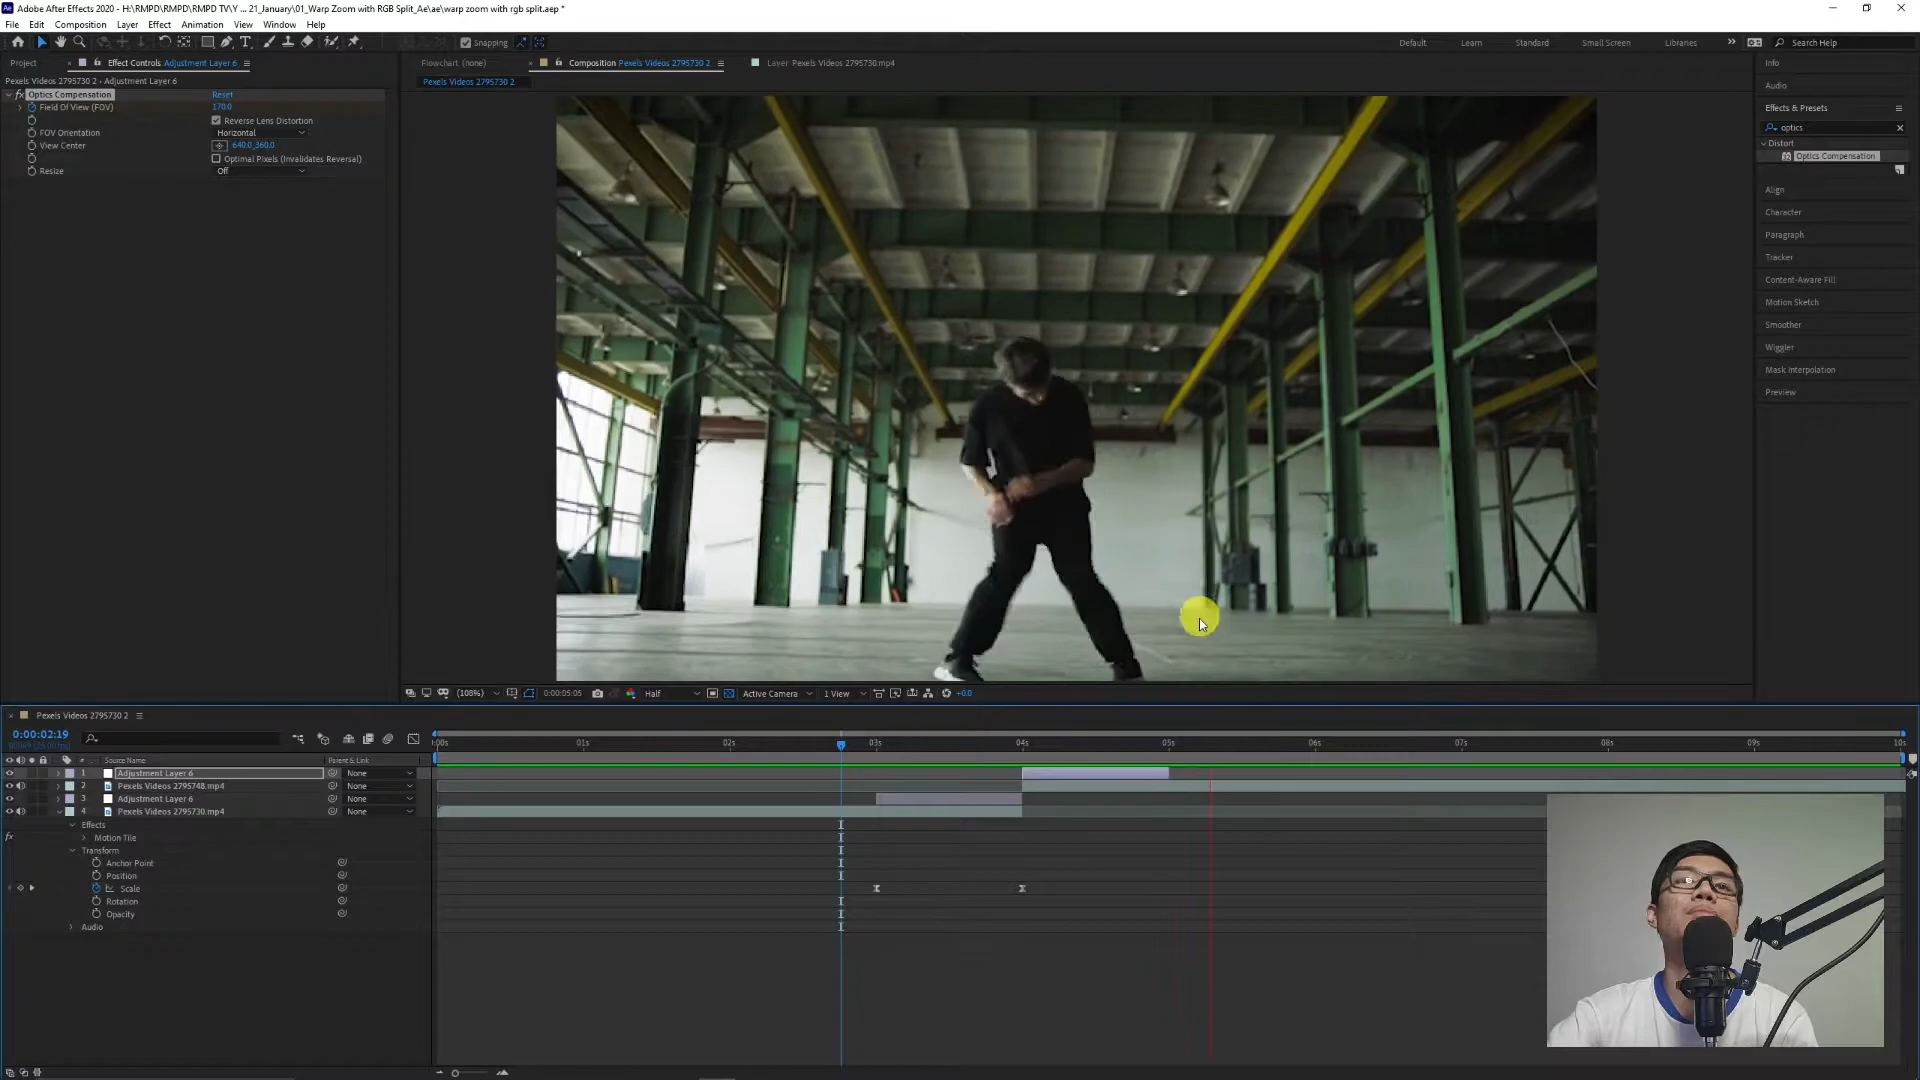 Adobe After Effects 2020 - H:\RMPD\RMPD TV\Y ... 21_January\01_Warp Zoom with RGB Split_Ae\ae\warp zoom with rgb split.aep *
File Edit Composition Layer Effect Animation View Window Help
Snapping Default Learn Standard Small Screen Libraries Search Help
Project Effect Controls Adjustment Layer 6 Flowchart (none) Composition Pexels Videos 2795730 2 Layer Pexels Videos 2795730.mp4 Info
Pexels Videos 2795730 2 • Adjustment Layer 6 Pexels Videos 2795730 2 Audio
fx Optics Compensation Reset
Field Of View (FOV) 170.0 Effects & Presets
Reverse Lens Distortion optics
FOV Orientation Horizontal Distort
View Center 640.0,360.0 Optics Compensation
Optimal Pixels (Invalidates Reversal)
Resize Off
Align
Character
Paragraph
Tracker
Content-Aware Fill
Motion Sketch
Smoother
Wiggler
Mask Interpolation
Preview
(108%) 0:00:05:05 Half Active Camera 1 View +0.0
Pexels Videos 2795730 2
0:00:02:19
:00s 01s 02s 03s 04s 05s 06s 07s 08s 09s 10s
# Source Name Parent & Link
1 Adjustment Layer 6 None
2 Pexels Videos 2795748.mp4 None
3 Adjustment Layer 6 None
4 Pexels Videos 2795730.mp4 None
Effects
fx Motion Tile
Transform
Anchor Point
Position
Scale
Rotation
Opacity
Audio